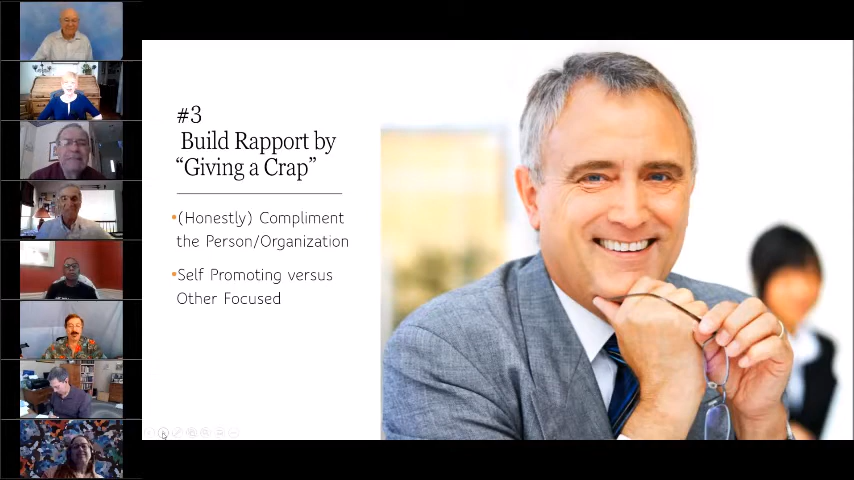 #3
Build Rapport by
“Giving a Crap”
•(Honestly) Compliment
the Person/Organization
•Self Promoting versus
Other Focused